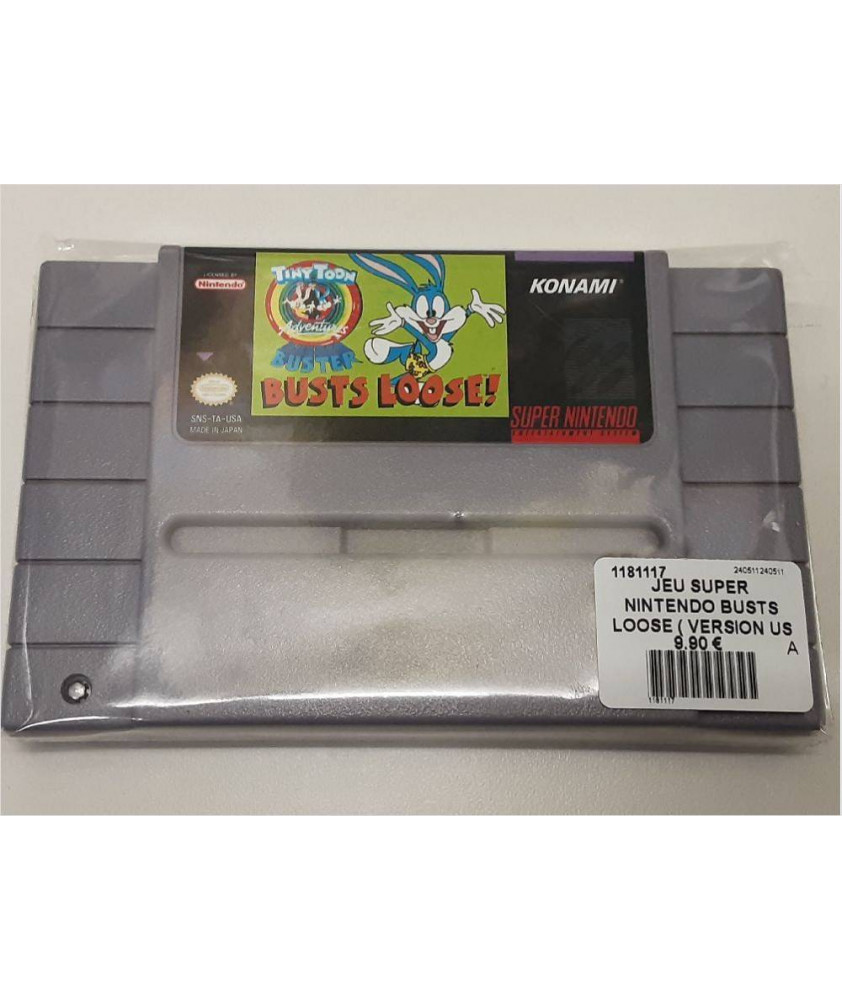 LICENSED BY
Nintendo
TINY TOON
Adventures
BUSTER
BUSTS LOOSE!
KONAMI®
SNS-TA-USA
MADE IN JAPAN
SUPER NINTENDO
ENTERTAINMENT SYSTEM
1181117 240511240511
JEU SUPER
NINTENDO BUSTS
LOOSE ( VERSION US
9.90 € A
1181117